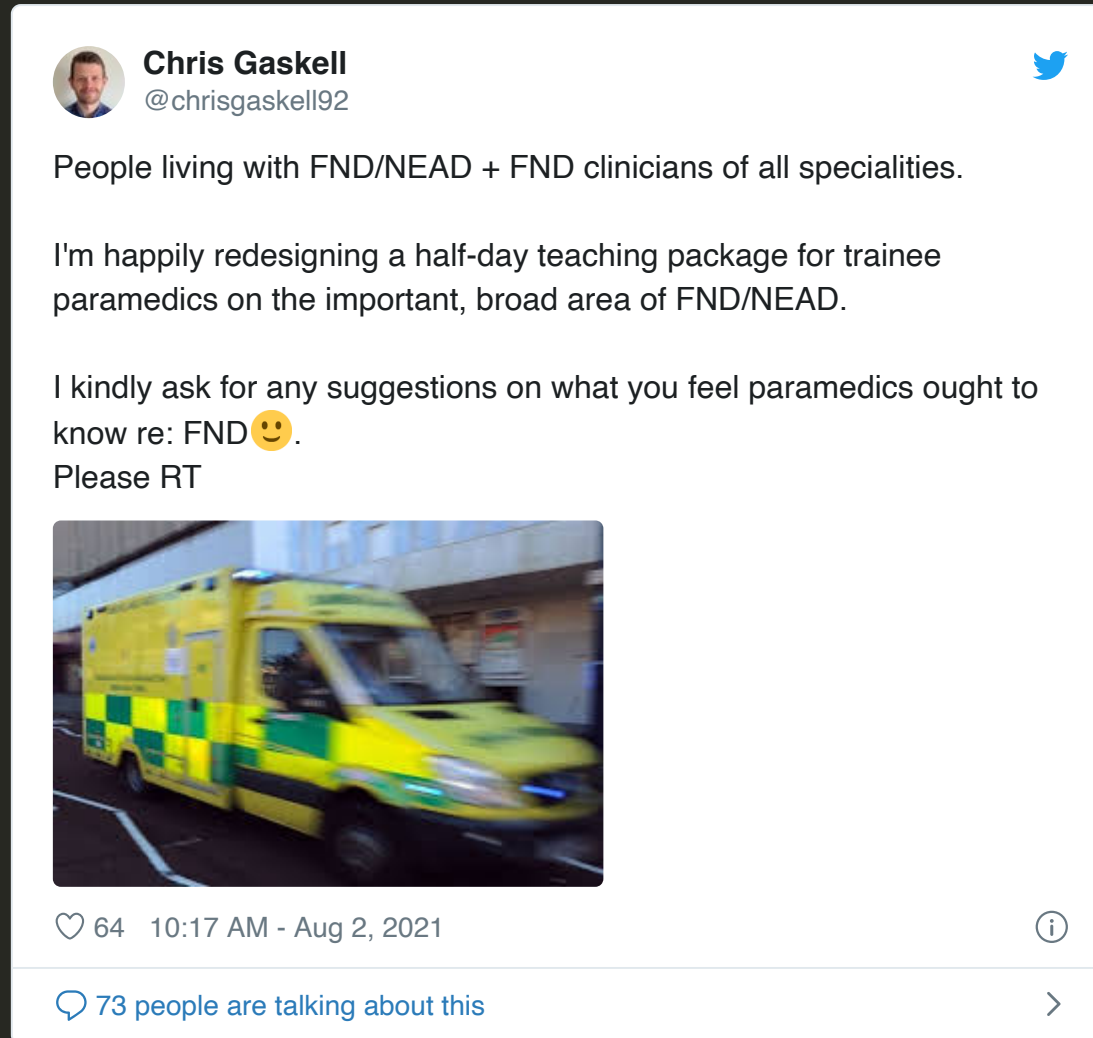 Chris Gaskell
@chrisgaskell92
People living with FND/NEAD + FND clinicians of all specialities.
I'm happily redesigning a half-day teaching package for trainee
paramedics on the important, broad area of FND/NEAD.
I kindly ask for any suggestions on what you feel paramedics ought to
know re: FND🙂.
Please RT
64 10:17 AM - Aug 2, 2021
73 people are talking about this